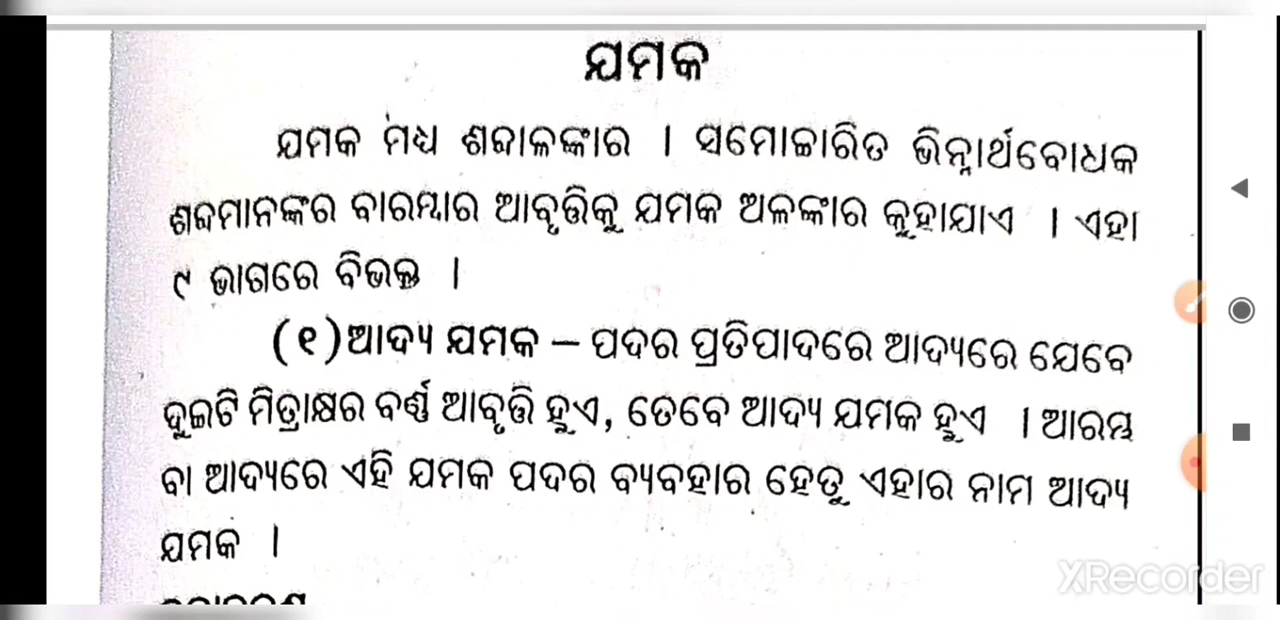 ଯମକ
ଯମକ ମଧ୍ୟ ଶବ୍ଦାଳଙ୍କାର । ସମୋଚ୍ଚାରିତ ଭିନ୍ନାର୍ଥବୋଧକ
ଶବ୍ଦମାନଙ୍କର ବାରମ୍ବାର ଆବୃତ୍ତିକୁ ଯମକ ଅଳଙ୍କାର କୁହାଯାଏ । ଏହା
୯ ଭାଗରେ ବିଭକ୍ତ ।
(୧) ଆଦ୍ୟ ଯମକ – ପଦର ପ୍ରତିପାଦରେ ଆଦ୍ୟରେ ଯେବେ
ଦୁଇଟି ମିତ୍ରାକ୍ଷର ବର୍ଣ୍ଣ ଆବୃତ୍ତି ହୁଏ, ତେବେ ଆଦ୍ୟ ଯମକ ହୁଏ । ଆରମ୍ଭ
ବା ଆଦ୍ୟରେ ଏହି ଯମକ ପଦର ବ୍ୟବହାର ହେତୁ ଏହାର ନାମ ଆଦ୍ୟ
ଯମକ ।
XRecorder